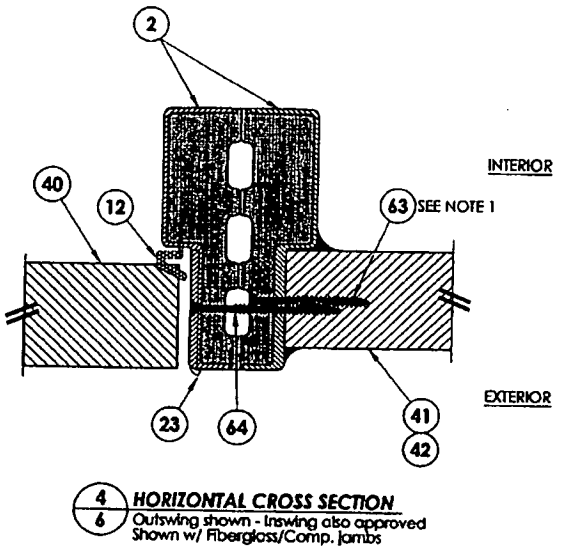 2
INTERIOR
40
12
63 SEE NOTE 1
EXTERIOR
23
64
41
42
4
6
HORIZONTAL CROSS SECTION
Outswing shown - Inswing also approved
Shown w/ Fiberglass/Comp. jambs